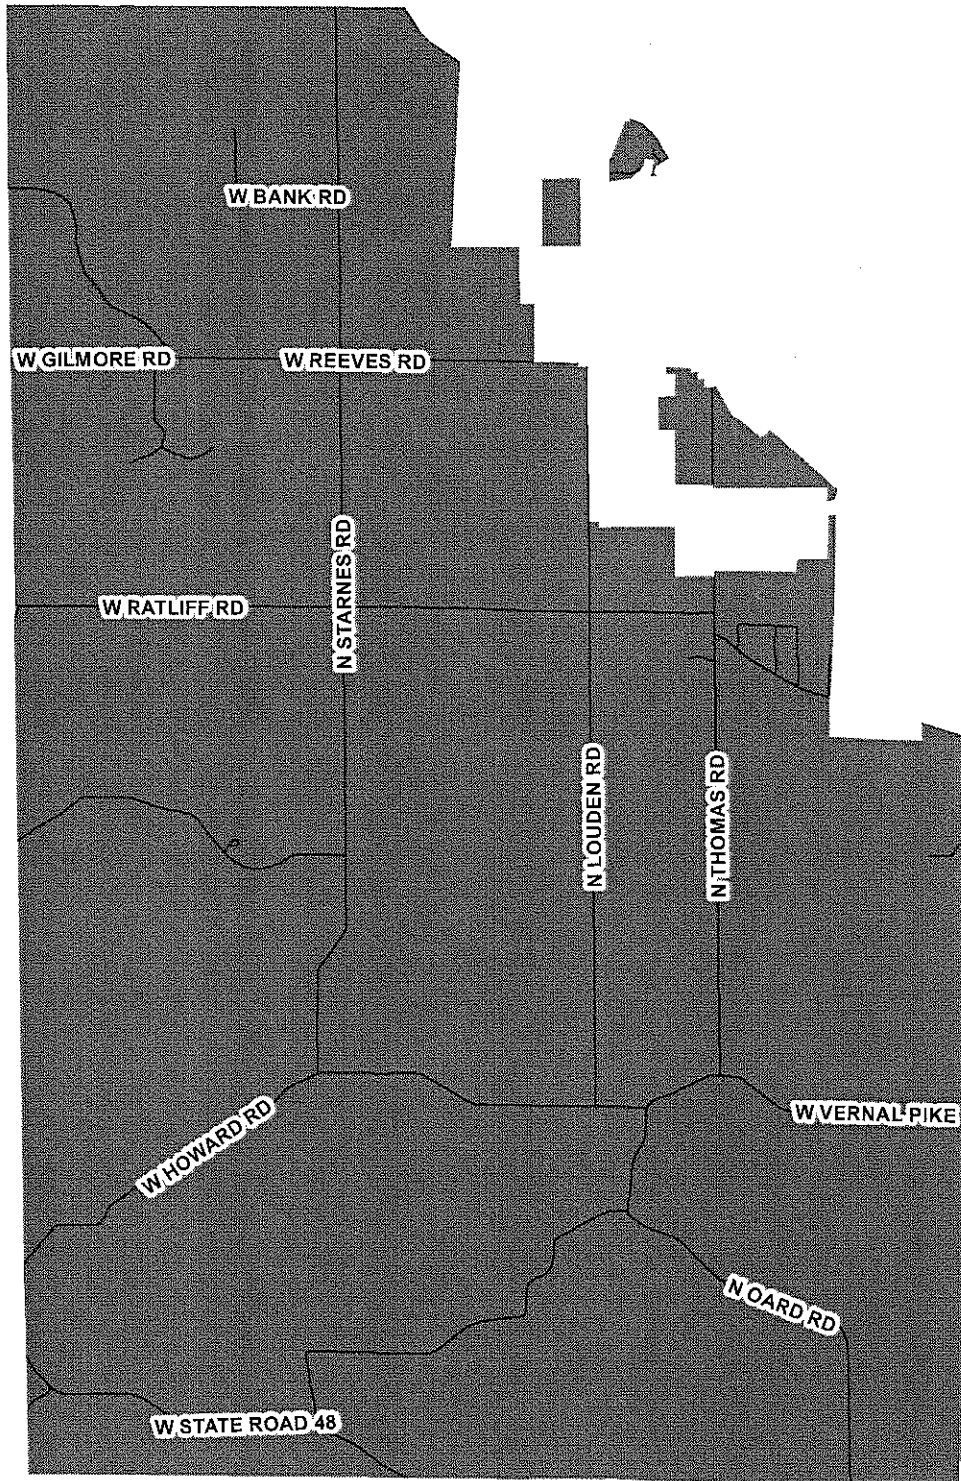 W BANK RD
W GILMORE RD
W REEVES RD
N STARNES RD
W RATLIFF RD
N LOUDEN RD
N THOMAS RD
W HOWARD RD
W VERNAL PIKE
N OARD RD
W STATE ROAD 48